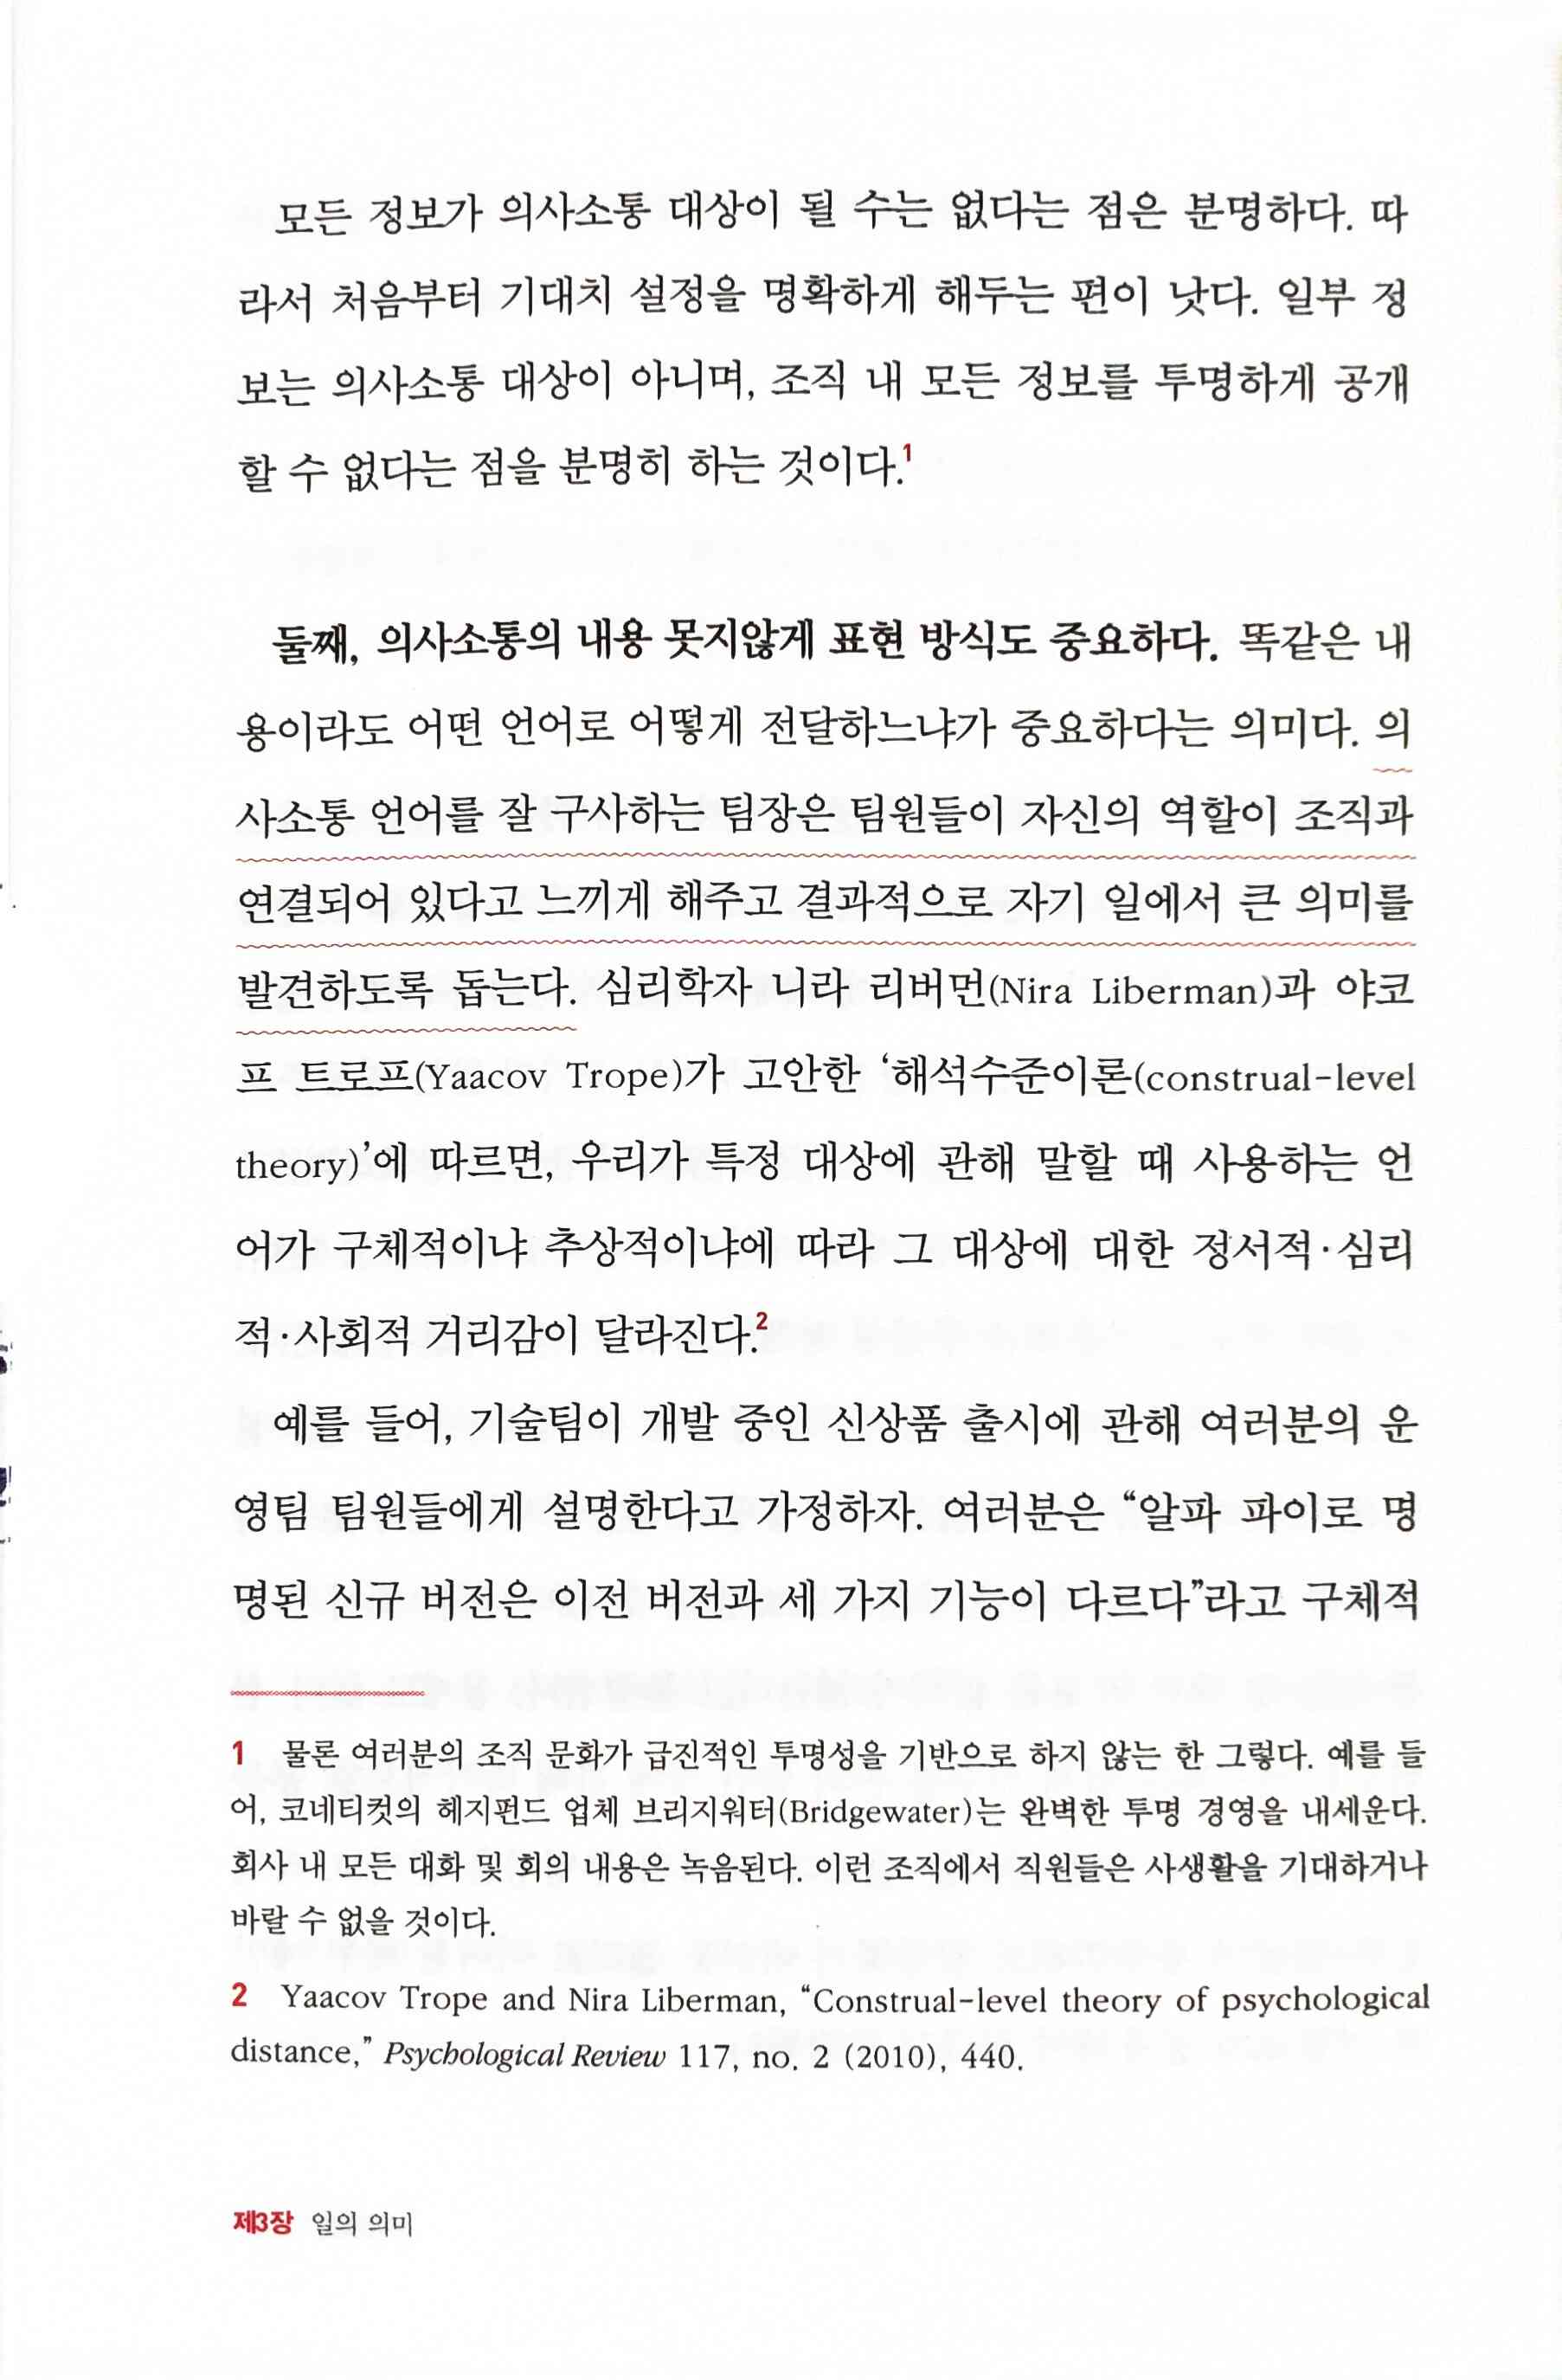 모든 정보가 의사소통 대상이 될 수는 없다는 점은 분명하다. 따
라서 처음부터 기대치 설정을 명확하게 해두는 편이 낫다. 일부 정
보는 의사소통 대상이 아니며, 조직 내 모든 정보를 투명하게 공개
할 수 없다는 점을 분명히 하는 것이다.1
둘째, 의사소통의 내용 못지않게 표현 방식도 중요하다. 똑같은 내
용이라도 어떤 언어로 어떻게 전달하느냐가 중요하다는 의미다. 의
사소통 언어를 잘 구사하는 팀장은 팀원들이 자신의 역할이 조직과
연결되어 있다고 느끼게 해주고 결과적으로 자기 일에서 큰 의미를
발견하도록 돕는다. 심리학자 니라 리버먼(Nira Liberman)과 야코
프 트로프(Yaacov Trope)가 고안한 ‘해석수준이론(construal-level
theory)’에 따르면, 우리가 특정 대상에 관해 말할 때 사용하는 언
어가 구체적이냐 추상적이냐에 따라 그 대상에 대한 정서적·심리
적·사회적 거리감이 달라진다.2
예를 들어, 기술팀이 개발 중인 신상품 출시에 관해 여러분의 운
영팀 팀원들에게 설명한다고 가정하자. 여러분은 “알파 파이로 명
명된 신규 버전은 이전 버전과 세 가지 기능이 다르다”라고 구체적
1 물론 여러분의 조직 문화가 급진적인 투명성을 기반으로 하지 않는 한 그렇다. 예를 들
어, 코네티컷의 헤지펀드 업체 브리지워터(Bridgewater)는 완벽한 투명 경영을 내세운다.
회사 내 모든 대화 및 회의 내용은 녹음된다. 이런 조직에서 직원들은 사생활을 기대하거나
바랄 수 없을 것이다.
2 Yaacov Trope and Nira Liberman, “Construal-level theory of psychological
distance,” Psychological Review 117, no. 2 (2010), 440.
제3장 일의 의미